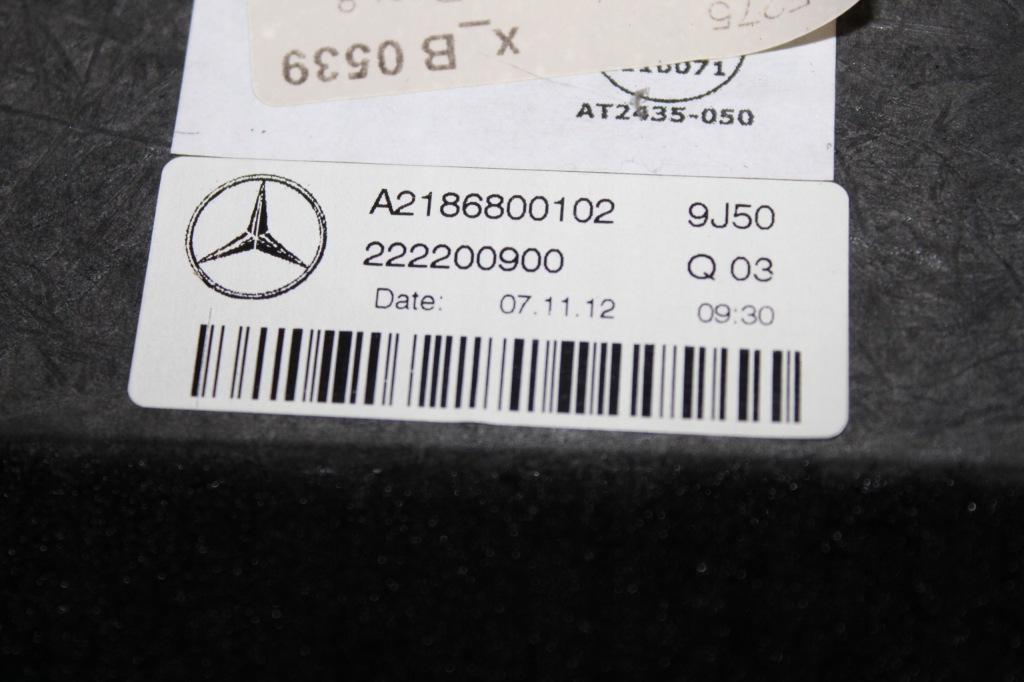 x_B 0539
AT2435-050
A2186800102 9J50
222200900 Q 03
Date: 07.11.12 09:30